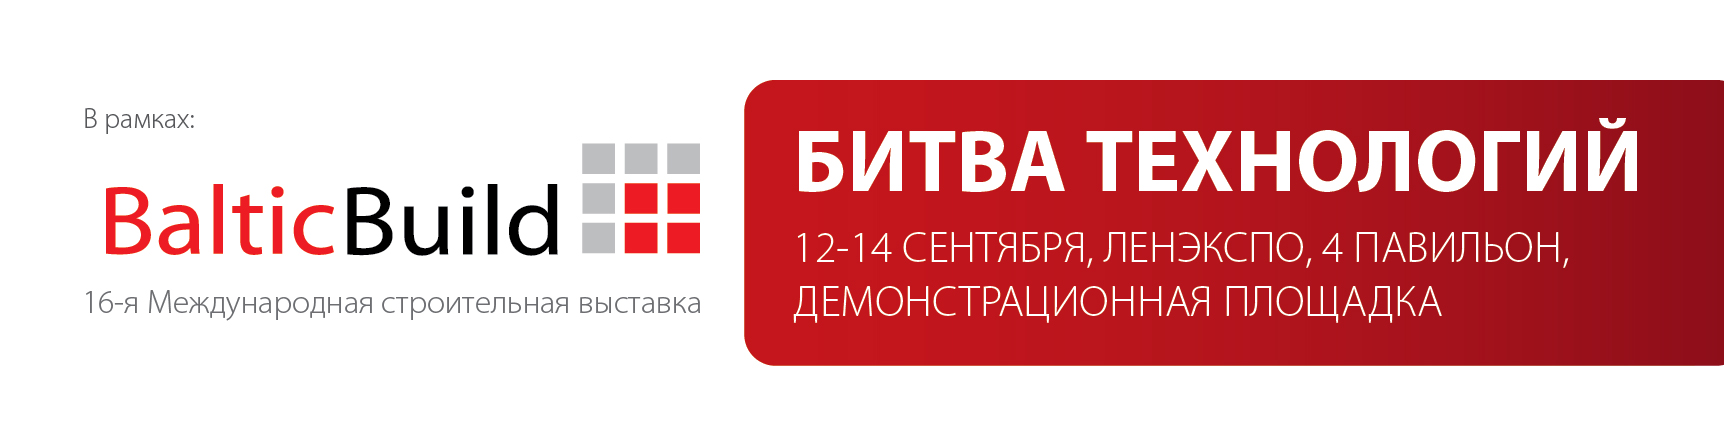 В рамках:
BalticBuild
16-я Международная строительная выставка
БИТВА ТЕХНОЛОГИЙ
12-14 СЕНТЯБРЯ, ЛЕНЭКСПО, 4 ПАВИЛЬОН,
ДЕМОНСТРАЦИОННАЯ ПЛОЩАДКА